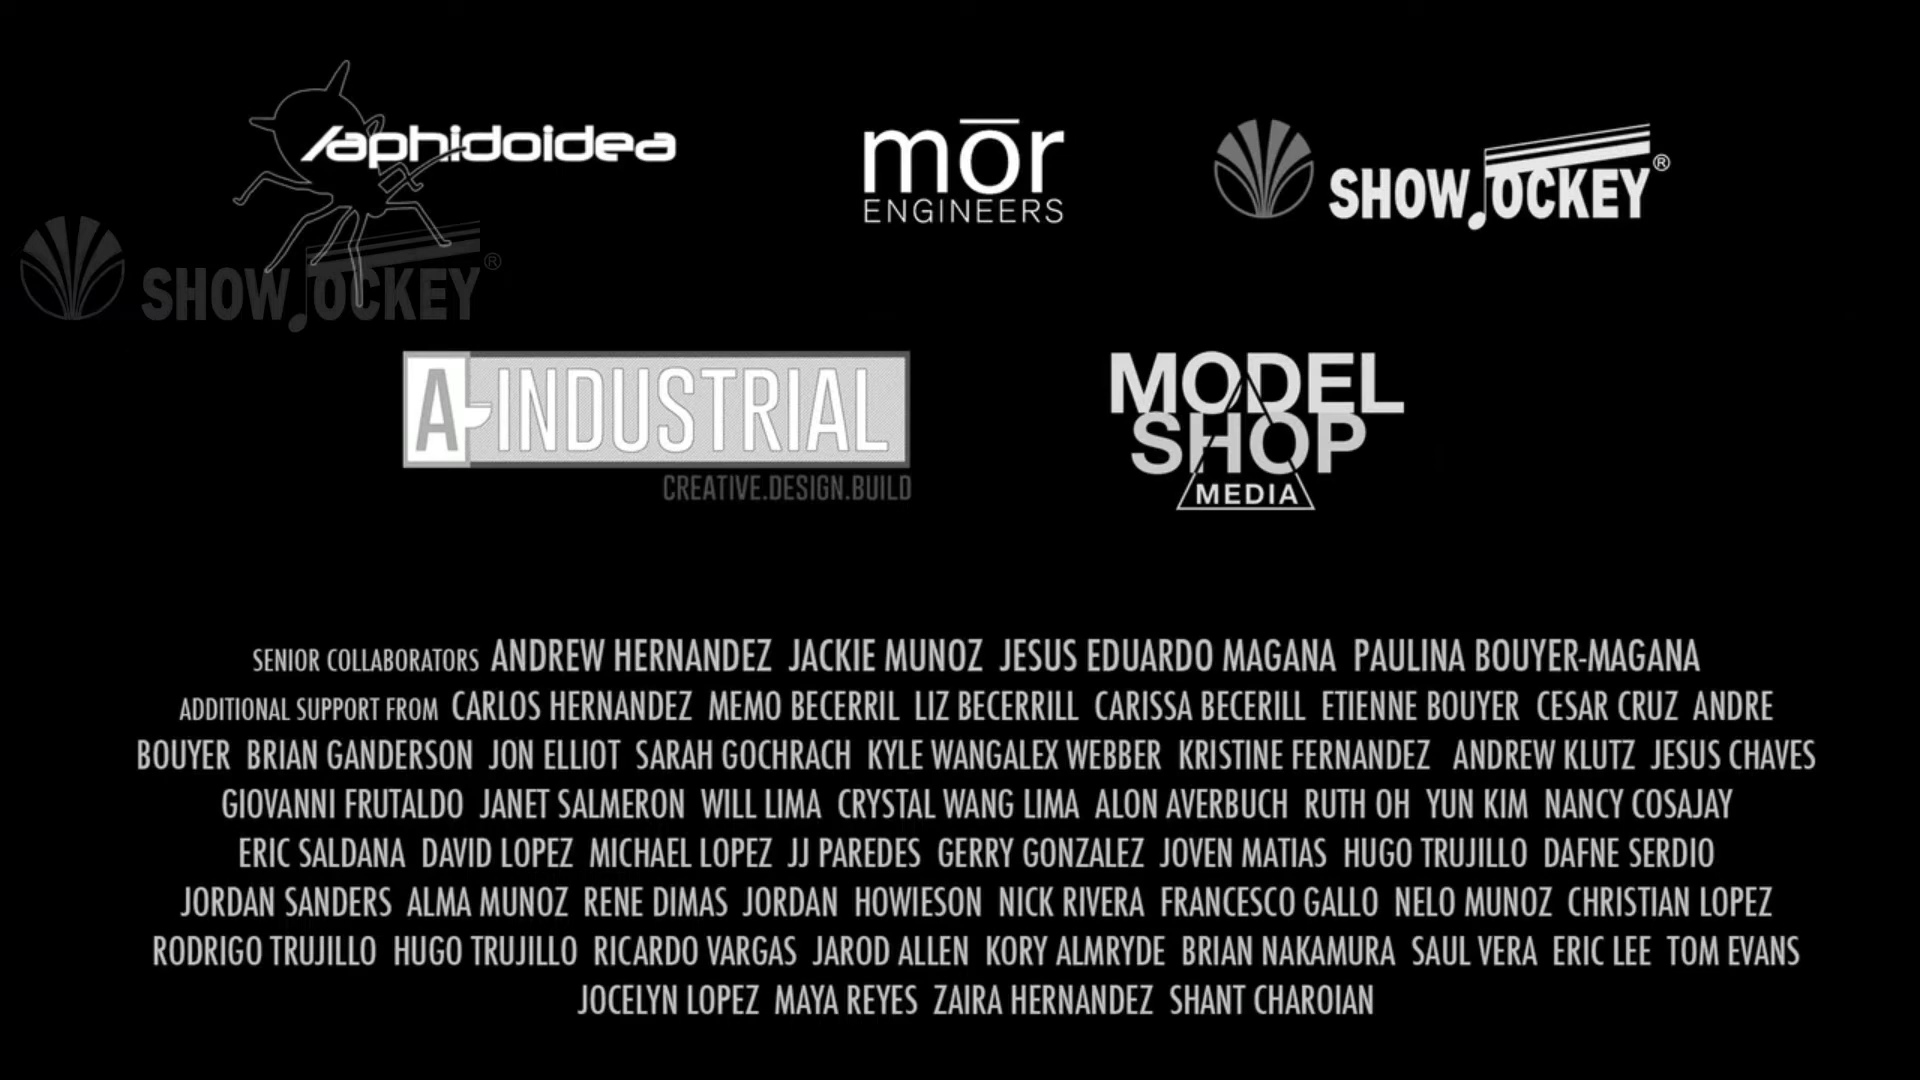 /aphidoidea
mōr
ENGINEERS
SHOWJOCKEY®
SHOWJOCKEY®
A-INDUSTRIAL
CREATIVE.DESIGN.BUILD
MODEL
SHOP
MEDIA
SENIOR COLLABORATORS ANDREW HERNANDEZ JACKIE MUNOZ JESUS EDUARDO MAGANA PAULINA BOUYER-MAGANA
ADDITIONAL SUPPORT FROM CARLOS HERNANDEZ MEMO BECERRIL LIZ BECERRILL CARISSA BECERILL ETIENNE BOUYER CESAR CRUZ ANDRE
BOUYER BRIAN GANDERSON JON ELLIOT SARAH GOCHRACH KYLE WANGALEX WEBBER KRISTINE FERNANDEZ ANDREW KLUTZ JESUS CHAVES
GIOVANNI FRUTALDO JANET SALMERON WILL LIMA CRYSTAL WANG LIMA ALON AVERBUCH RUTH OH YUN KIM NANCY COSAJAY
ERIC SALDANA DAVID LOPEZ MICHAEL LOPEZ JJ PAREDES GERRY GONZALEZ JOVEN MATIAS HUGO TRUJILLO DAFNE SERDIO
JORDAN SANDERS ALMA MUNOZ RENE DIMAS JORDAN HOWIESON NICK RIVERA FRANCESCO GALLO NELO MUNOZ CHRISTIAN LOPEZ
RODRIGO TRUJILLO HUGO TRUJILLO RICARDO VARGAS JAROD ALLEN KORY ALMRYDE BRIAN NAKAMURA SAUL VERA ERIC LEE TOM EVANS
JOCELYN LOPEZ MAYA REYES ZAIRA HERNANDEZ SHANT CHAROIAN